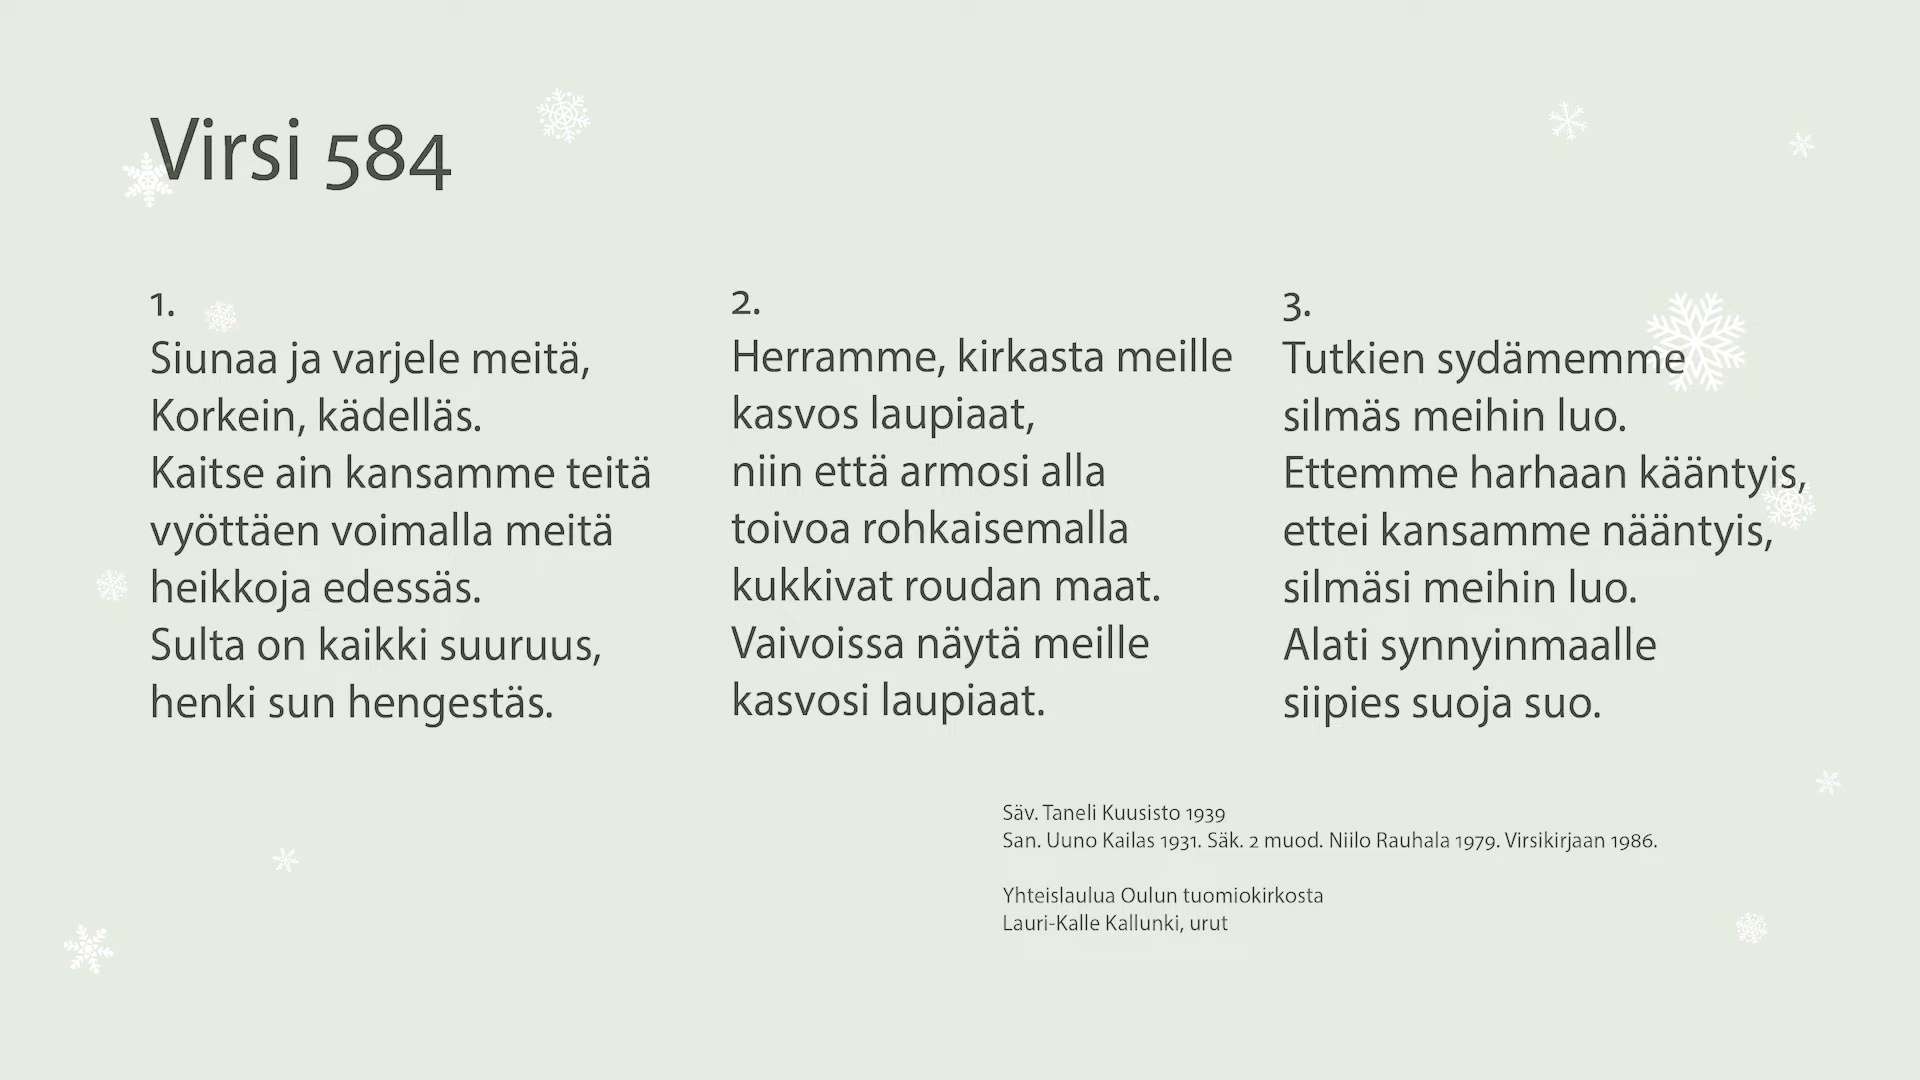 Virsi 584
1.
Siunaa ja varjele meitä,
Korkein, kädelläs.
Kaitse ain kansamme teitä
vyöttäen voimalla meitä
heikkoja edessäs.
Sulta on kaikki suuruus,
henki sun hengestäs.
2.
Herramme, kirkasta meille
kasvos laupiaat,
niin että armosi alla
toivoa rohkaisemalla
kukkivat roudan maat.
Vaivoissa näytä meille
kasvosi laupiaat.
3.
Tutkien sydämemme
silmäs meihin luo.
Ettemme harhaan kääntyis,
ettei kansamme nääntyis,
silmäsi meihin luo.
Alati synnyinmaalle
siipies suoja suo.
Säv. Taneli Kuusisto 1939
San. Uuno Kailas 1931. Säk. 2 muod. Niilo Rauhala 1979. Virsikirjaan 1986.
Yhteislaulua Oulun tuomiokirkosta
Lauri-Kalle Kallunki, urut